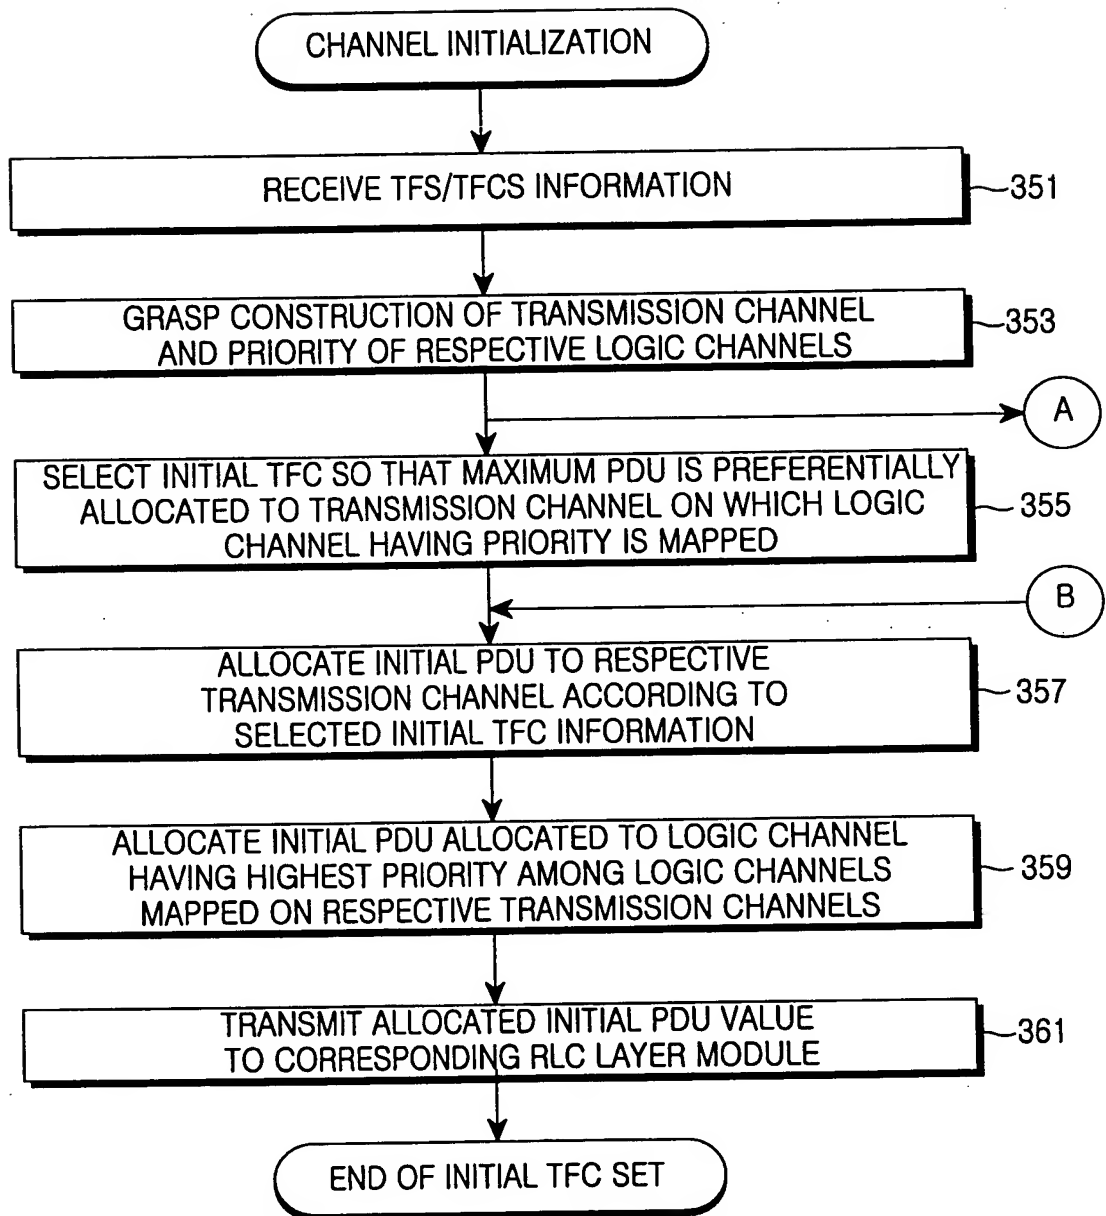 CHANNEL INITIALIZATION
RECEIVE TFS/TFCS INFORMATION
351
GRASP CONSTRUCTION OF TRANSMISSION CHANNEL
AND PRIORITY OF RESPECTIVE LOGIC CHANNELS
353
A
SELECT INITIAL TFC SO THAT MAXIMUM PDU IS PREFERENTIALLY
ALLOCATED TO TRANSMISSION CHANNEL ON WHICH LOGIC
CHANNEL HAVING PRIORITY IS MAPPED
355
B
ALLOCATE INITIAL PDU TO RESPECTIVE
TRANSMISSION CHANNEL ACCORDING TO
SELECTED INITIAL TFC INFORMATION
357
ALLOCATE INITIAL PDU ALLOCATED TO LOGIC CHANNEL
HAVING HIGHEST PRIORITY AMONG LOGIC CHANNELS
MAPPED ON RESPECTIVE TRANSMISSION CHANNELS
359
TRANSMIT ALLOCATED INITIAL PDU VALUE
TO CORRESPONDING RLC LAYER MODULE
361
END OF INITIAL TFC SET